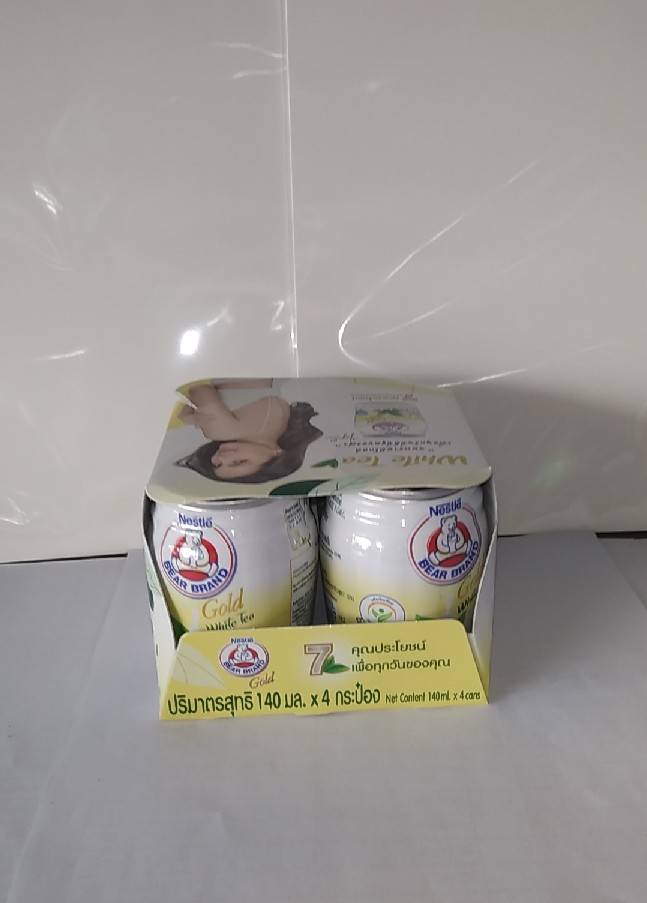 White Tea
Nestlé
BEAR BRAND
Gold
White Tea
Nestlé
BEAR BRAND
Nestlé
BEAR BRAND
Gold
7 คุณประโยชน์
เพื่อทุกวันของคุณ
ปริมาตรสุทธิ 140 มล. x 4 กระป๋อง Net Content 140 ml. x 4 cans